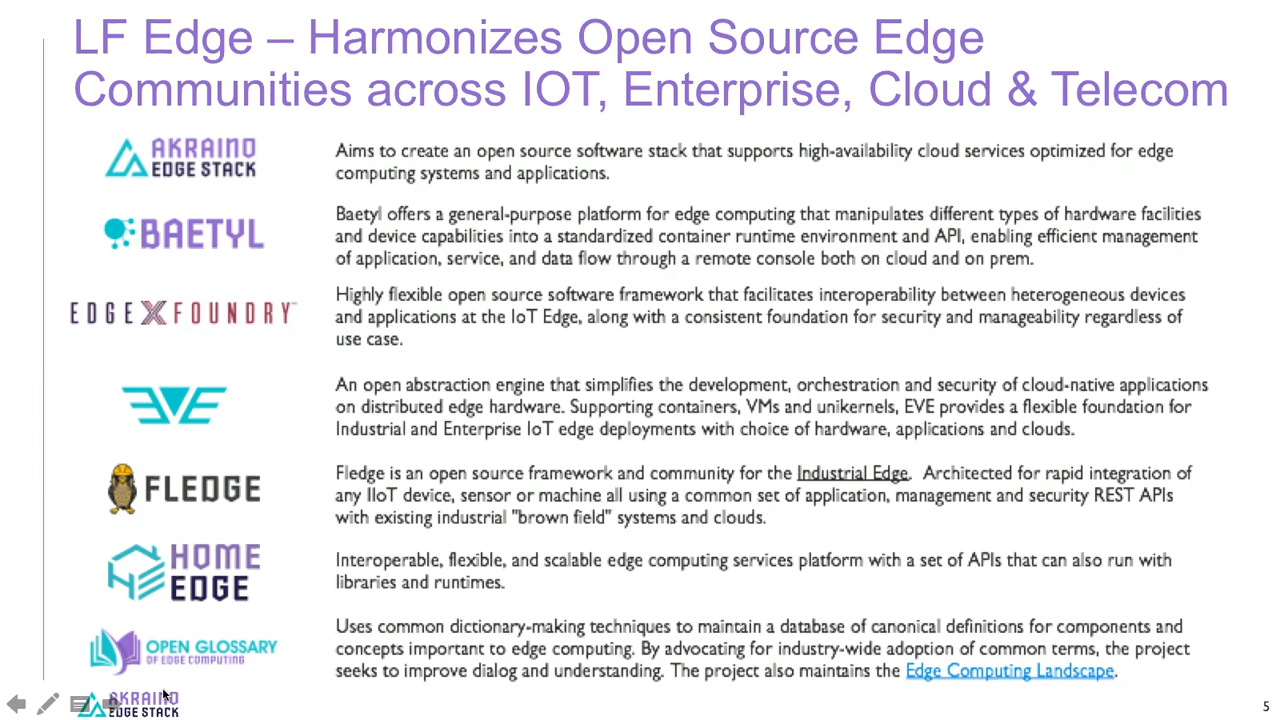 LF Edge – Harmonizes Open Source Edge
Communities across IOT, Enterprise, Cloud & Telecom
AKRAINO
EDGE STACK
Aims to create an open source software stack that supports high-availability cloud services optimized for edge
computing systems and applications.
BAETYL
Baetyl offers a general-purpose platform for edge computing that manipulates different types of hardware facilities
and device capabilities into a standardized container runtime environment and API, enabling efficient management
of application, service, and data flow through a remote console both on cloud and on prem.
EDGE X FOUNDRY™
Highly flexible open source software framework that facilitates interoperability between heterogeneous devices
and applications at the IoT Edge, along with a consistent foundation for security and manageability regardless of
use case.
EVE
An open abstraction engine that simplifies the development, orchestration and security of cloud-native applications
on distributed edge hardware. Supporting containers, VMs and unikernels, EVE provides a flexible foundation for
Industrial and Enterprise IoT edge deployments with choice of hardware, applications and clouds.
FLEDGE
Fledge is an open source framework and community for the Industrial Edge. Architected for rapid integration of
any IIoT device, sensor or machine all using a common set of application, management and security REST APIs
with existing industrial "brown field" systems and clouds.
HOME
EDGE
Interoperable, flexible, and scalable edge computing services platform with a set of APIs that can also run with
libraries and runtimes.
OPEN GLOSSARY
OF EDGE COMPUTING
Uses common dictionary-making techniques to maintain a database of canonical definitions for components and
concepts important to edge computing. By advocating for industry-wide adoption of common terms, the project
seeks to improve dialog and understanding. The project also maintains the Edge Computing Landscape.
AKRAINO
EDGE STACK
5